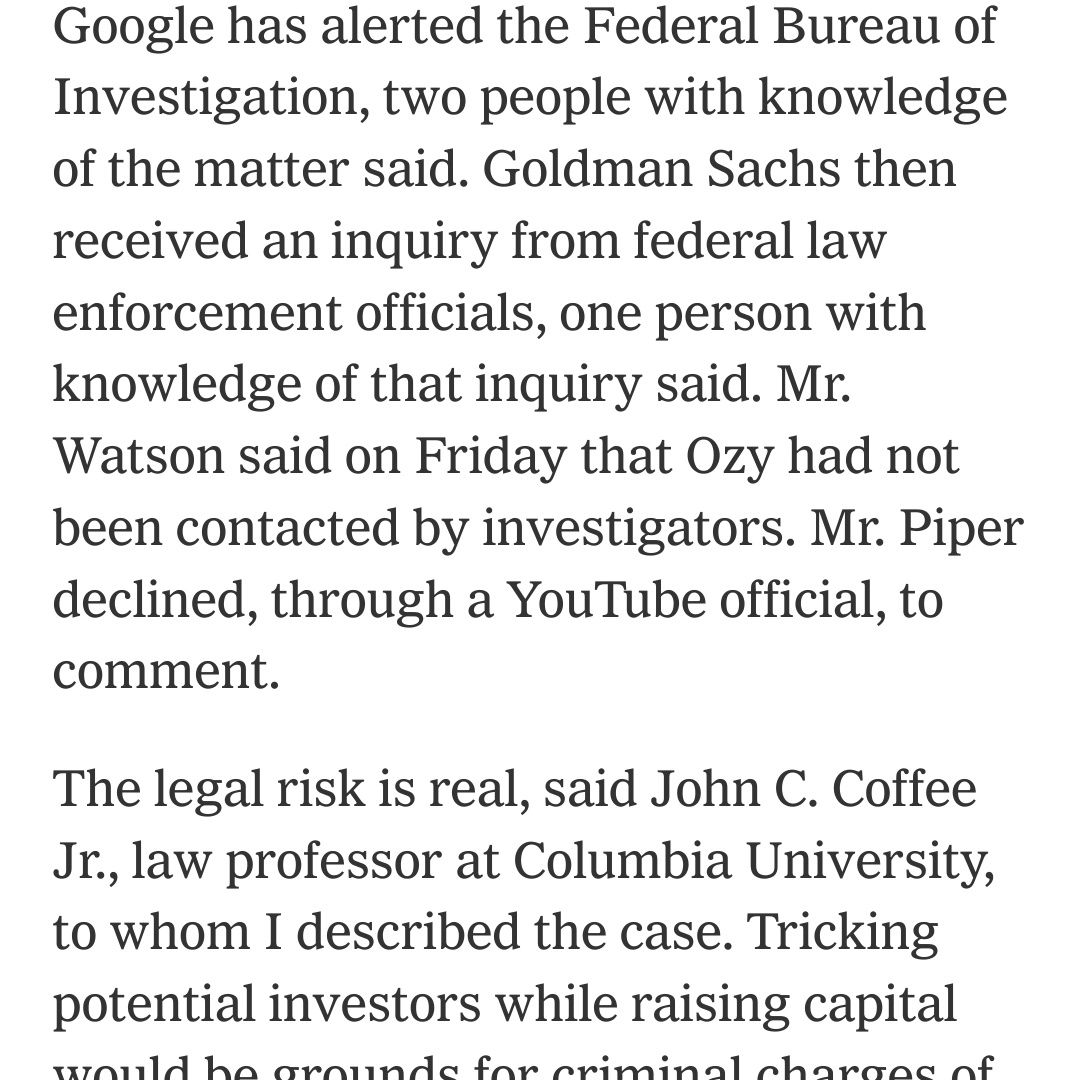 Google has alerted the Federal Bureau of
Investigation, two people with knowledge
of the matter said. Goldman Sachs then
received an inquiry from federal law
enforcement officials, one person with
knowledge of that inquiry said. Mr.
Watson said on Friday that Ozy had not
been contacted by investigators. Mr. Piper
declined, through a YouTube official, to
comment.
The legal risk is real, said John C. Coffee
Jr., law professor at Columbia University,
to whom I described the case. Tricking
potential investors while raising capital
would be grounds for criminal charges of